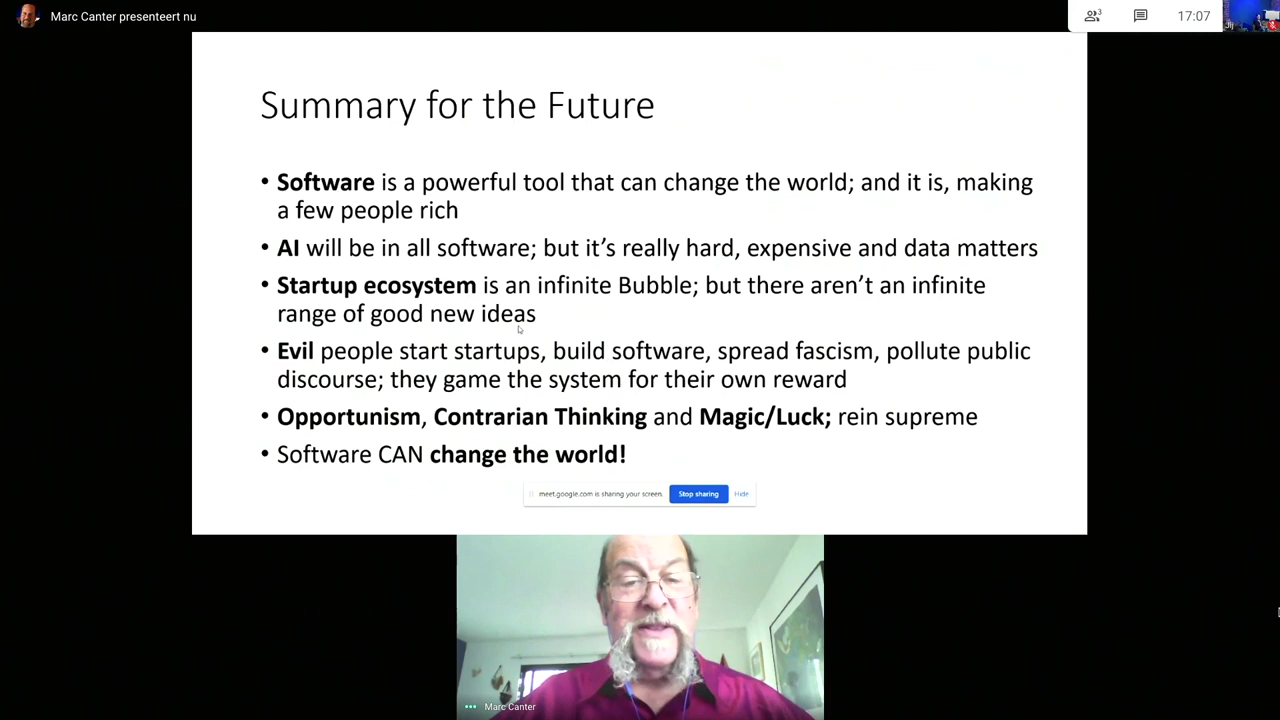 Marc Canter presenteert nu
3
17:07
Jij
Summary for the Future
• Software is a powerful tool that can change the world; and it is, making
a few people rich
• AI will be in all software; but it’s really hard, expensive and data matters
• Startup ecosystem is an infinite Bubble; but there aren’t an infinite
range of good new ideas
• Evil people start startups, build software, spread fascism, pollute public
discourse; they game the system for their own reward
• Opportunism, Contrarian Thinking and Magic/Luck; rein supreme
• Software CAN change the world!
meet.google.com is sharing your screen. Stop sharing Hide
Marc Canter